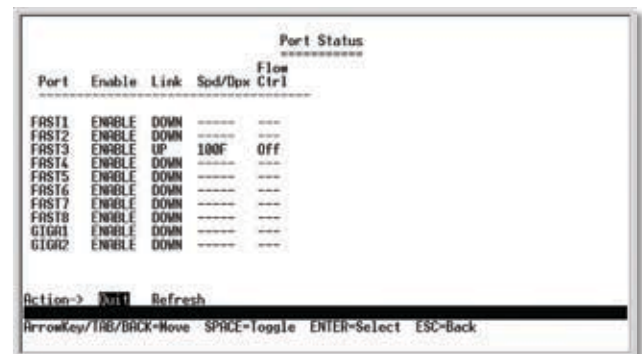 Port Status
============
Flow
Port Enable Link Spd/Dpx Ctrl
-----------------------------------
FAST1 ENABLE DOWN ----- ---
FAST2 ENABLE DOWN ----- ---
FAST3 ENABLE UP 100F Off
FAST4 ENABLE DOWN ----- ---
FAST5 ENABLE DOWN ----- ---
FAST6 ENABLE DOWN ----- ---
FAST7 ENABLE DOWN ----- ---
FAST8 ENABLE DOWN ----- ---
GIGA1 ENABLE DOWN ----- ---
GIGA2 ENABLE DOWN ----- ---
Action-> Quit Refresh
ArrowKey/TAB/BACK=Move SPACE=Toggle ENTER=Select ESC=Back